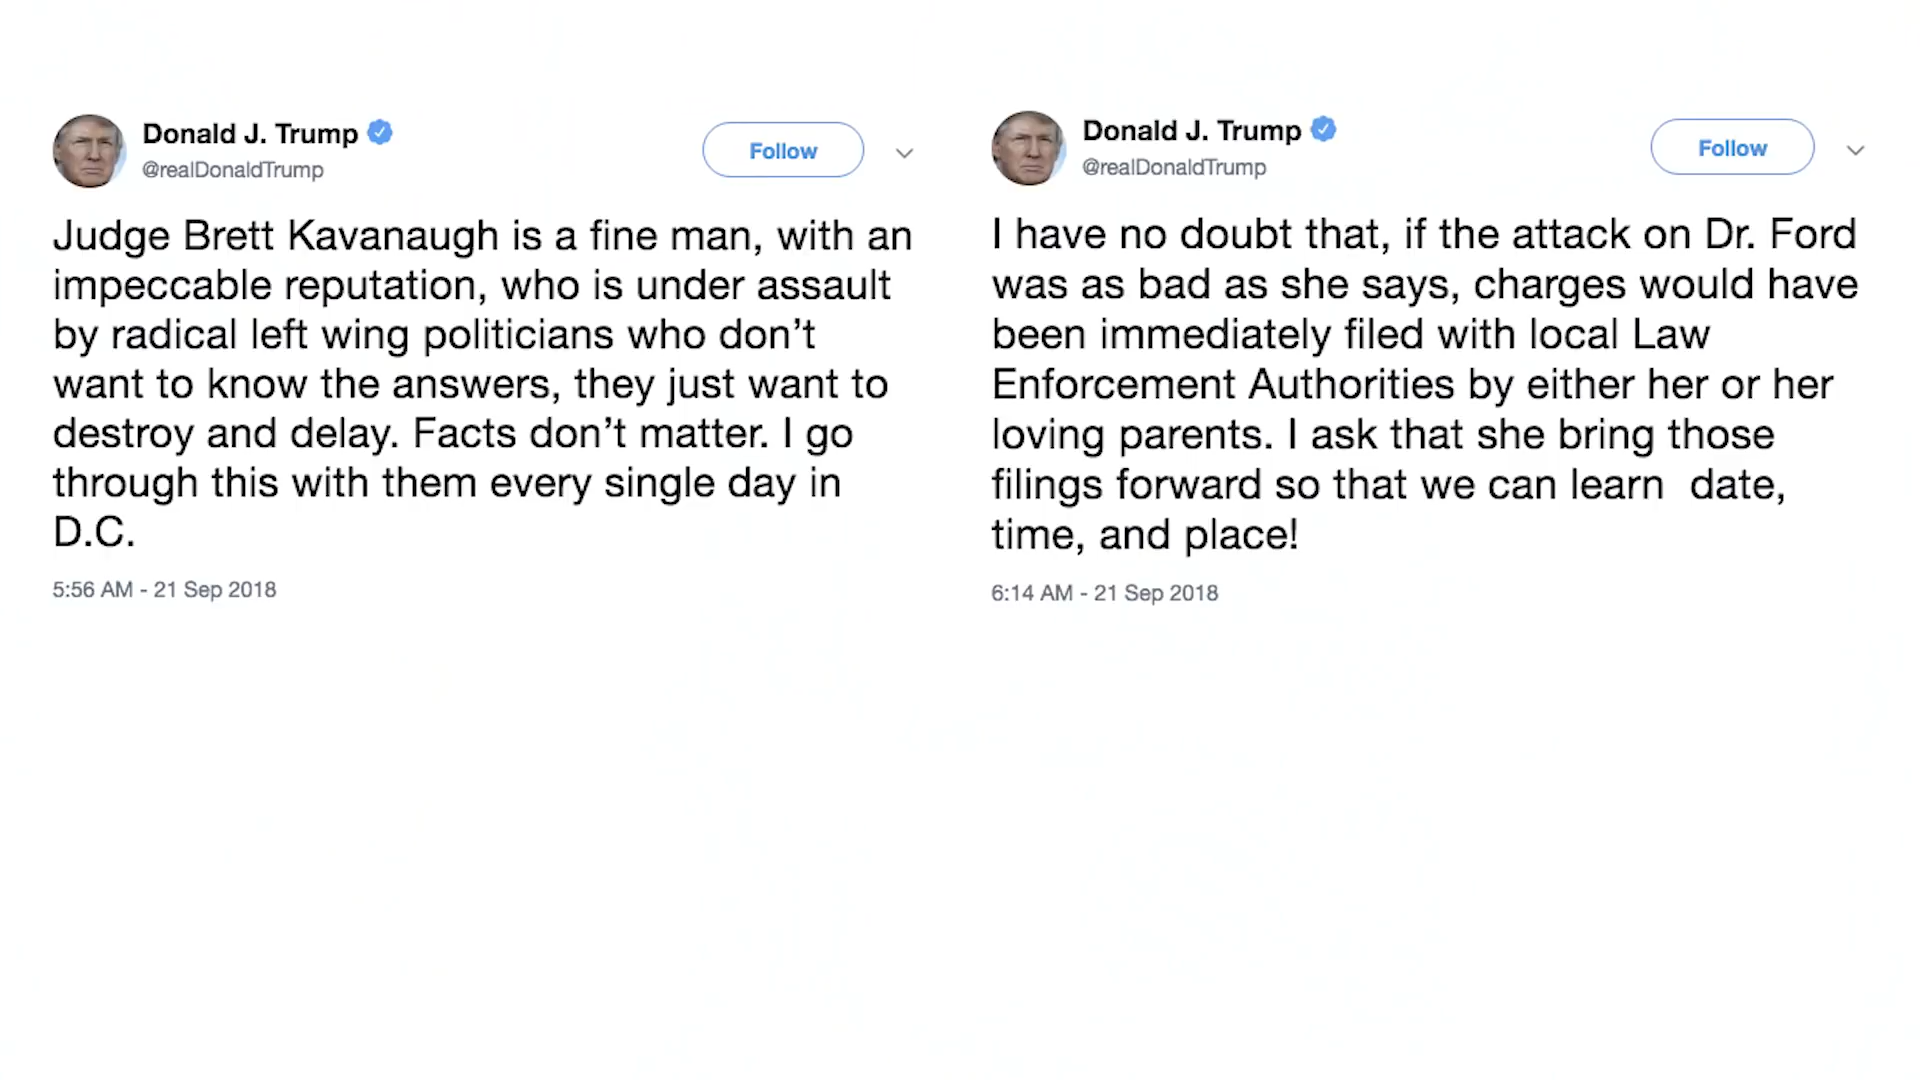 Donald J. Trump
@realDonaldTrump
Follow
Judge Brett Kavanaugh is a fine man, with an
impeccable reputation, who is under assault
by radical left wing politicians who don’t
want to know the answers, they just want to
destroy and delay. Facts don’t matter. I go
through this with them every single day in
D.C.
5:56 AM - 21 Sep 2018
Donald J. Trump
@realDonaldTrump
Follow
I have no doubt that, if the attack on Dr. Ford
was as bad as she says, charges would have
been immediately filed with local Law
Enforcement Authorities by either her or her
loving parents. I ask that she bring those
filings forward so that we can learn  date,
time, and place!
6:14 AM - 21 Sep 2018